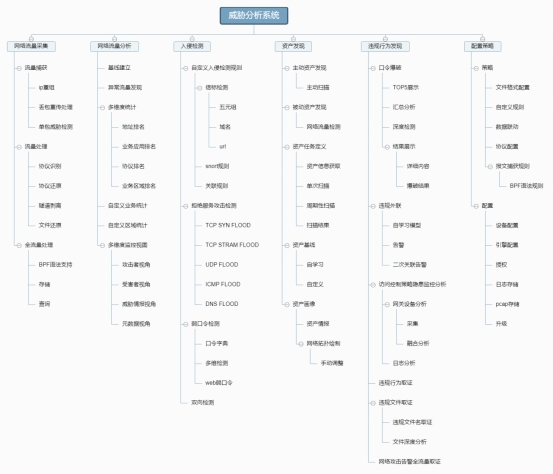 威胁分析系统
网络流量采集
流量捕获
ip重组
丢包重传处理
单包威胁检测
流量处理
协议识别
协议还原
隧道剥离
文件还原
全流量处理
BPF语法支持
存储
查询
网络流量分析
基线建立
异常流量发现
多维度统计
地址排名
业务应用排名
协议排名
业务区域排名
自定义业务统计
自定义区域统计
多维度监控视图
攻击者视角
受害者视角
威胁情报视角
元数据视角
入侵检测
自定义入侵检测规则
信标检测
五元组
域名
url
snort规则
关联规则
拒绝服务攻击检测
TCP SYN FLOOD
TCP STRAM FLOOD
UDP FLOOD
ICMP FLOOD
DNS FLOOD
弱口令检测
口令字典
多维检测
web弱口令
双向检测
资产发现
主动资产发现
主动扫描
被动资产发现
网络流量检测
资产任务定义
资产信息获取
单次扫描
周期性扫描
扫描结果
资产基线
自学习
自定义
资产画像
资产情报
网络拓扑绘制
手动调整
违规行为发现
口令爆破
TOP5展示
汇总分析
深度检测
结果展示
详细内容
爆破结果
违规外联
自学习模型
告警
二次关联告警
访问控制策略隐患监控分析
网关设备分析
采集
融合分析
日志分析
违规行为取证
违规文件取证
违规文件名取证
文件深度分析
网络攻击告警全流量取证
配置策略
策略
文件格式配置
自定义规则
数据联动
协议配置
报文捕获规则
BPF语法规则
配置
设备配置
引擎配置
授权
日志存储
pcap存储
升级